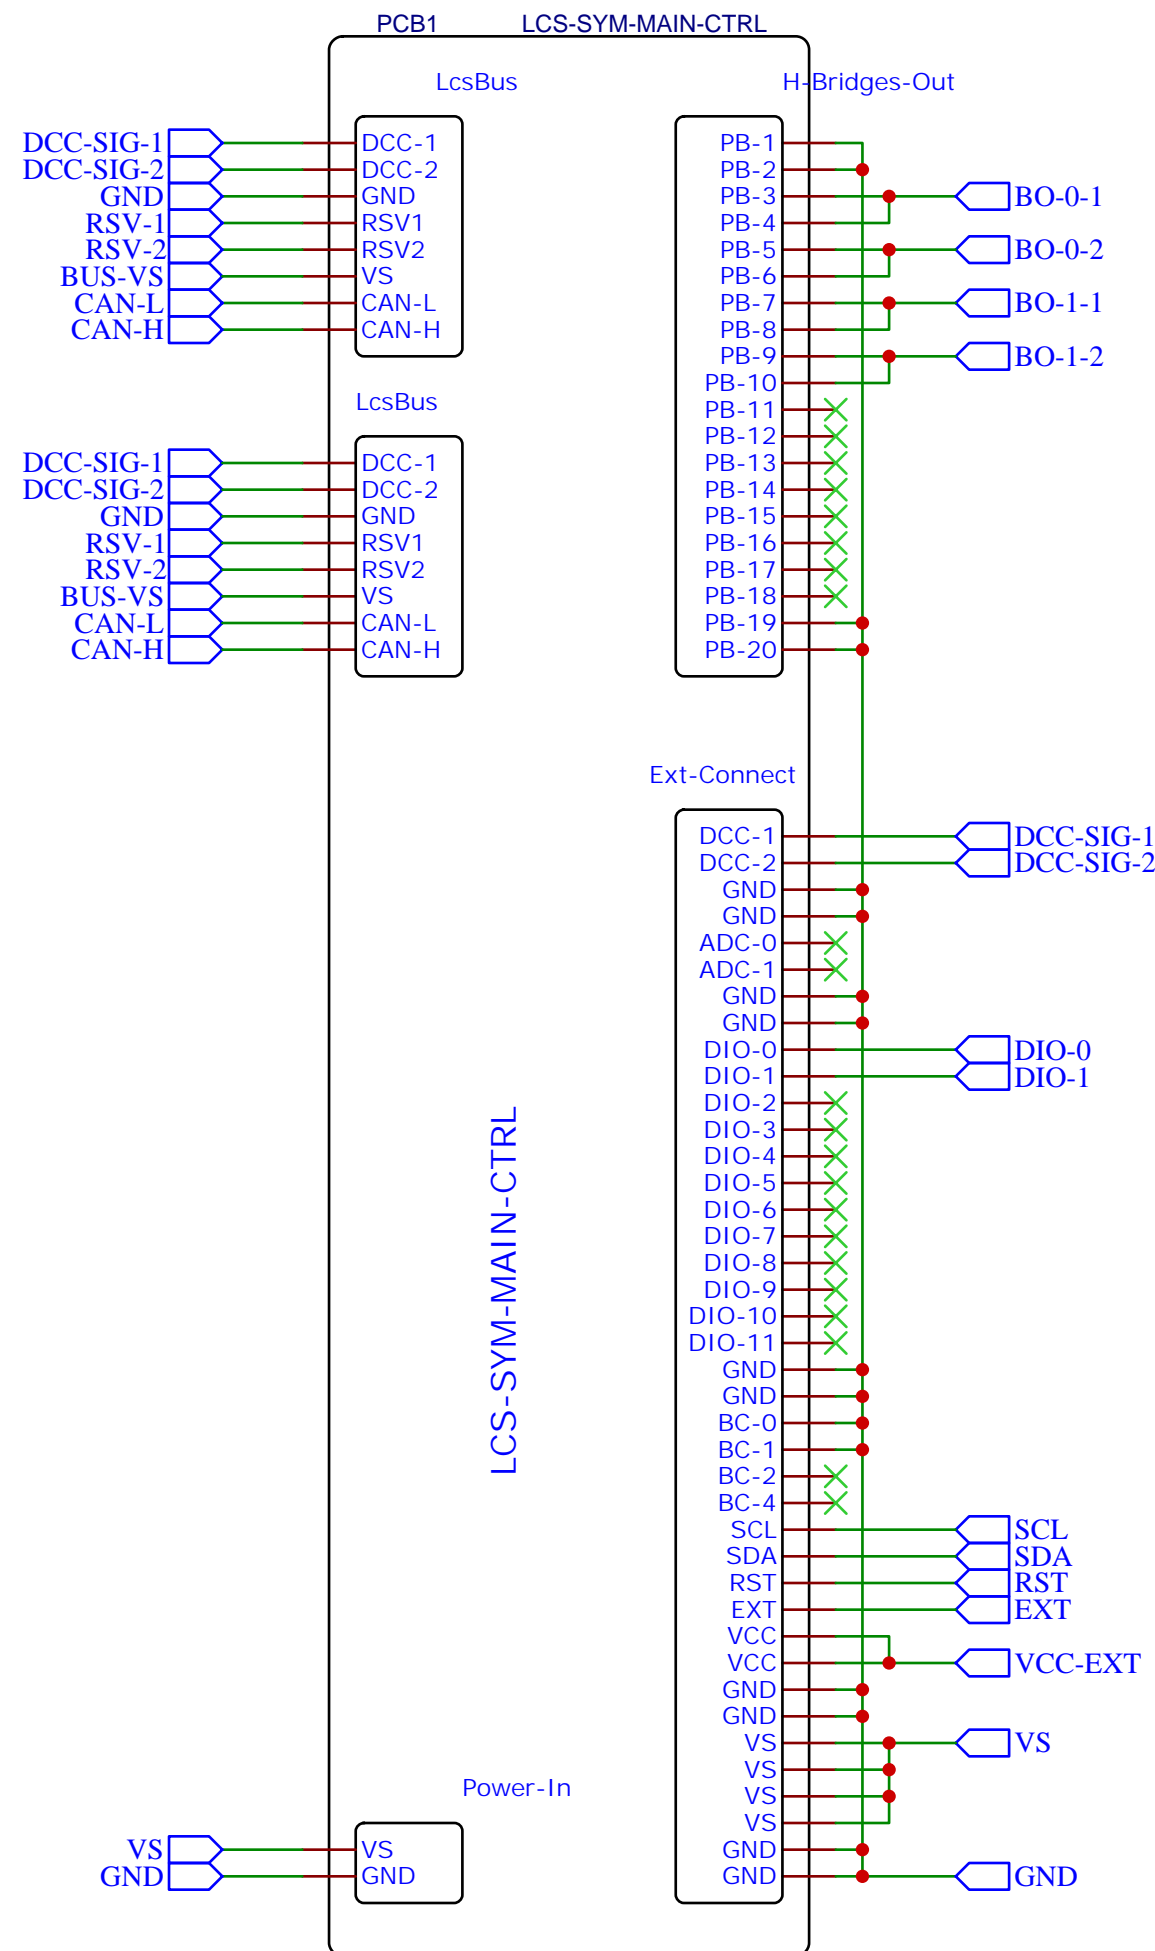 PCB1 LCS-SYM-MAIN-CTRL
LcsBus
DCC-SIG-1 DCC-1
DCC-SIG-2 DCC-2
GND GND
RSV-1 RSV1
RSV-2 RSV2
BUS-VS VS
CAN-L CAN-L
CAN-H CAN-H
LcsBus
DCC-SIG-1 DCC-1
DCC-SIG-2 DCC-2
GND GND
RSV-1 RSV1
RSV-2 RSV2
BUS-VS VS
CAN-L CAN-L
CAN-H CAN-H
H-Bridges-Out
PB-1
PB-2
PB-3 BO-0-1
PB-4
PB-5 BO-0-2
PB-6
PB-7 BO-1-1
PB-8
PB-9 BO-1-2
PB-10
PB-11
PB-12
PB-13
PB-14
PB-15
PB-16
PB-17
PB-18
PB-19
PB-20
Ext-Connect
DCC-1 DCC-SIG-1
DCC-2 DCC-SIG-2
GND
GND
ADC-0
ADC-1
GND
GND
DIO-0 DIO-0
DIO-1 DIO-1
DIO-2
DIO-3
DIO-4
DIO-5
DIO-6
DIO-7
DIO-8
DIO-9
DIO-10
DIO-11
GND
GND
BC-0
BC-1
BC-2
BC-4
SCL SCL
SDA SDA
RST RST
EXT EXT
VCC
VCC VCC-EXT
GND
GND
VS VS
VS
VS
VS
GND
GND GND
LCS-SYM-MAIN-CTRL
Power-In
VS VS
GND GND